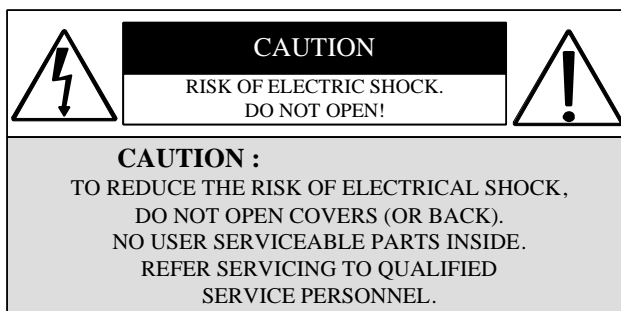 CAUTION
RISK OF ELECTRIC SHOCK.
DO NOT OPEN!
CAUTION :
TO REDUCE THE RISK OF ELECTRICAL SHOCK,
DO NOT OPEN COVERS (OR BACK).
NO USER SERVICEABLE PARTS INSIDE.
REFER SERVICING TO QUALIFIED
SERVICE PERSONNEL.